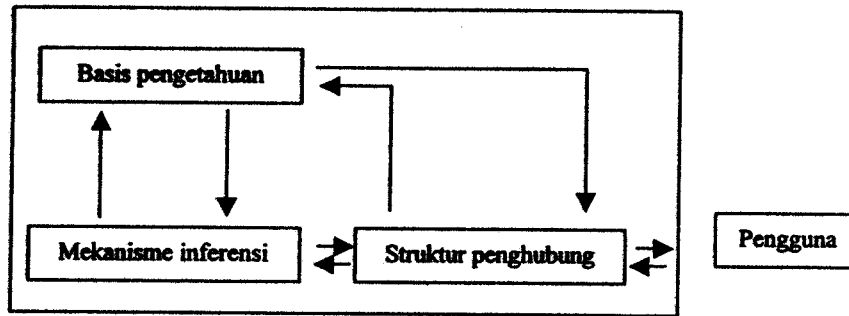 Basis pengetahuan
Mekanisme inferensi
Struktur penghubung
Pengguna